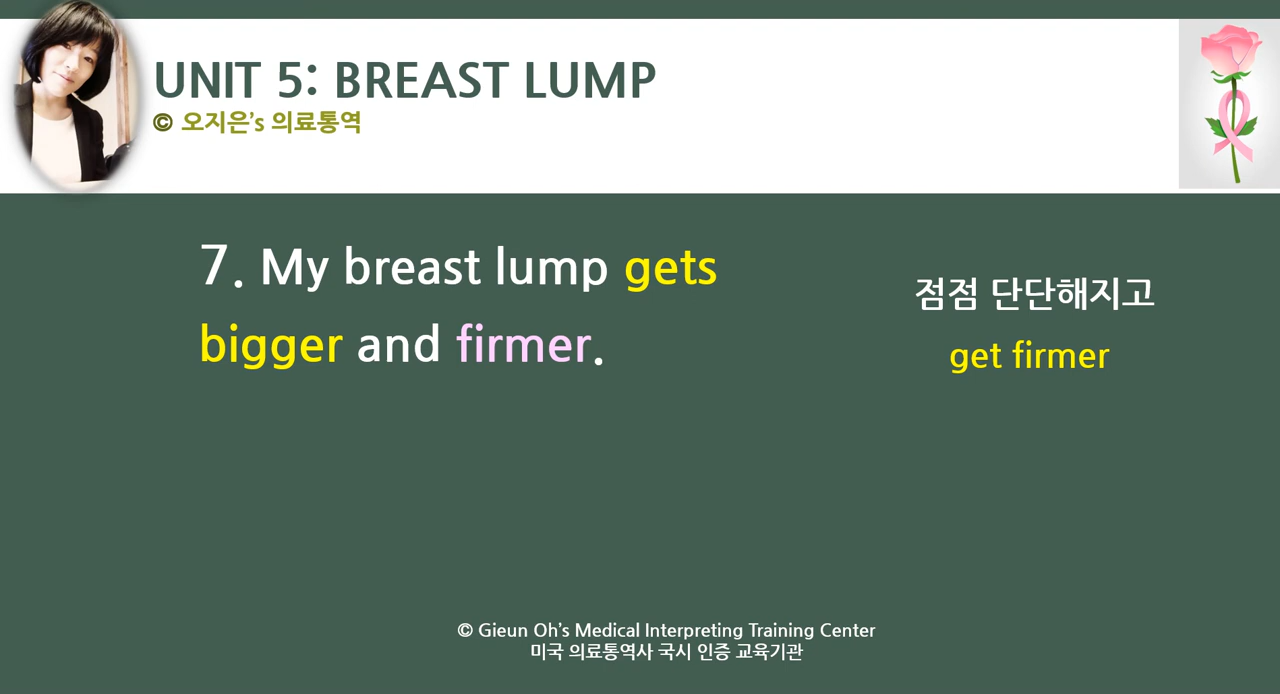 UNIT 5: BREAST LUMP
© 오지은's 의료통역
7. My breast lump gets
bigger and firmer.
점점 단단해지고
get firmer
© Gieun Oh's Medical Interpreting Training Center
미국 의료통역사 국시 인증 교육기관